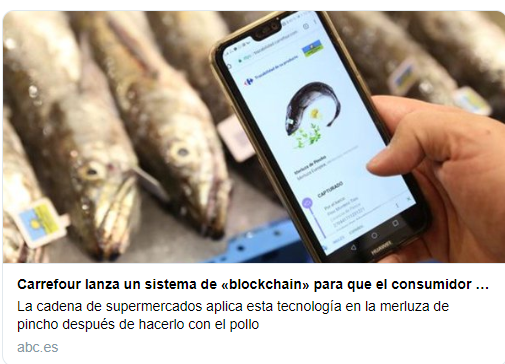 Trazabilidad de su producto
Merluza de Pincho
CAPTURADO
HUAWEI
Carrefour lanza un sistema de «blockchain» para que el consumidor …
La cadena de supermercados aplica esta tecnología en la merluza de
pincho después de hacerlo con el pollo
abc.es